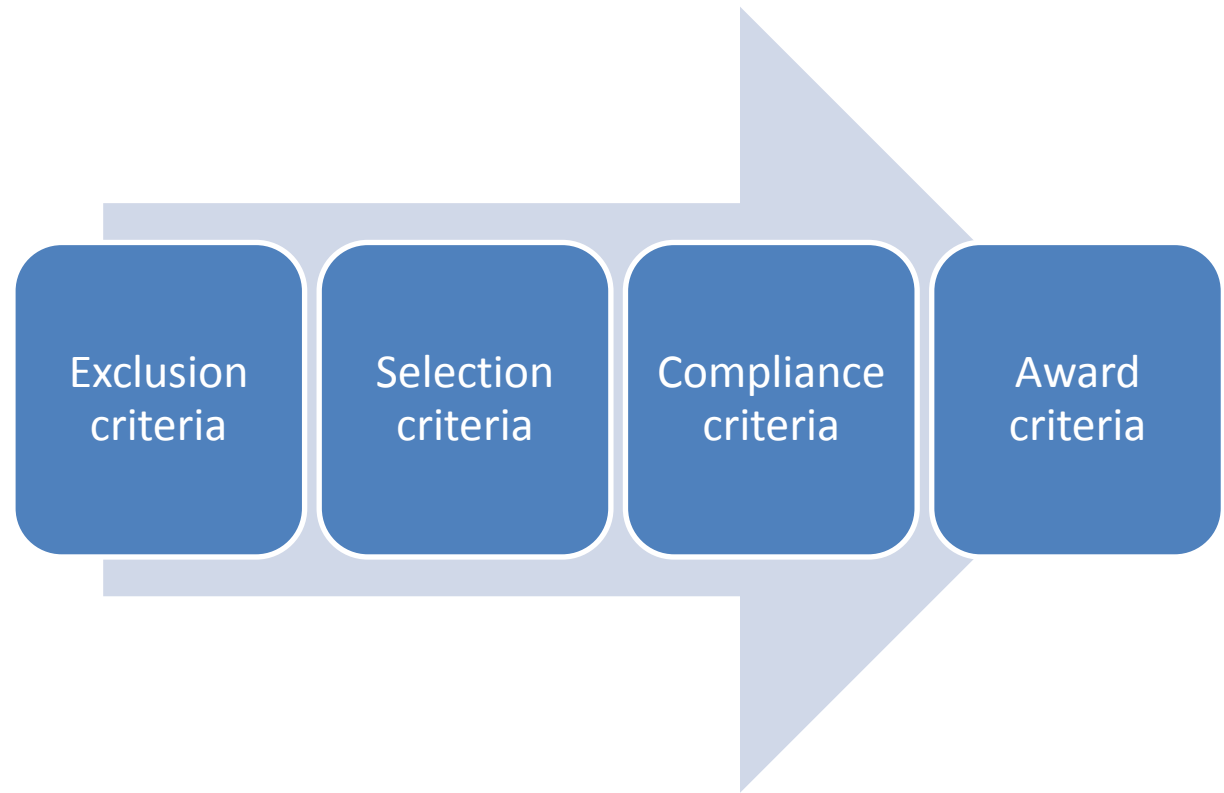 Exclusion
criteria
Selection
criteria
Compliance
criteria
Award
criteria